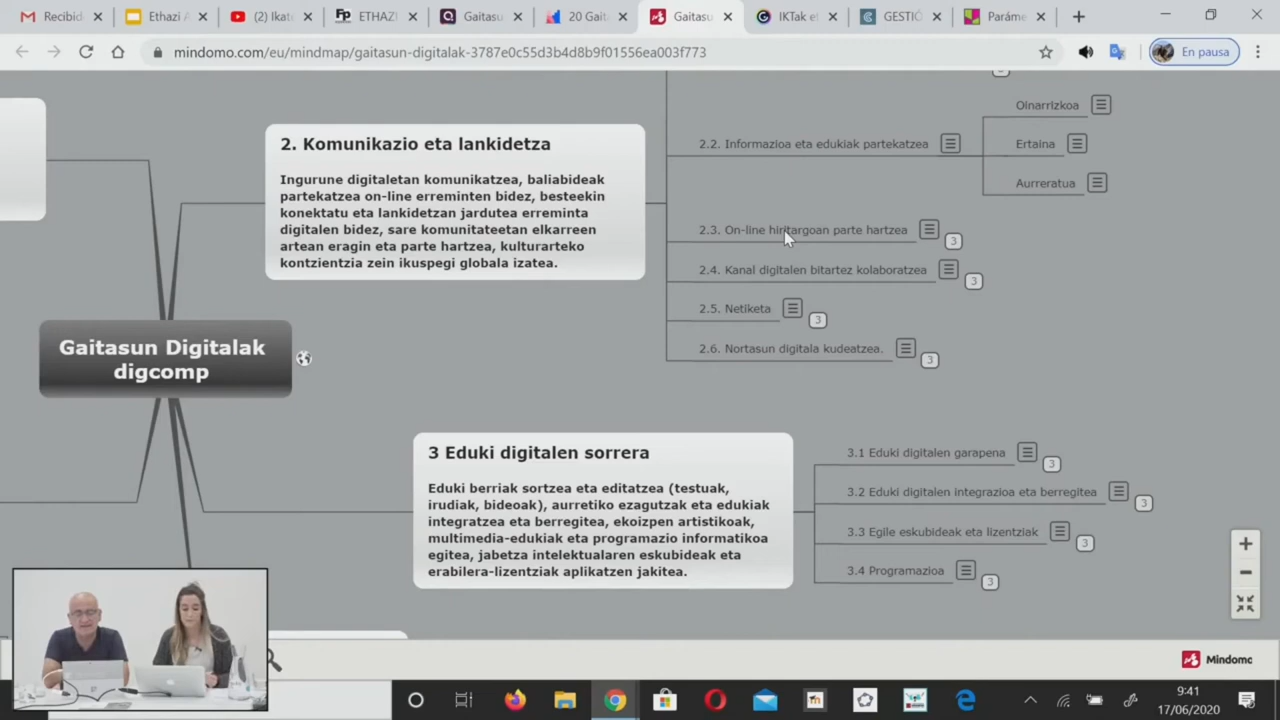 Recibid
Ethazi A
(2) Ikat
ETHAZI
Gaitasu
20 Gait
Gaitasu
IKTak et
GESTIÓ
Paráme
mindomo.com/eu/mindmap/gaitasun-digitalak-3787e0c55d3b4d8b9f01556ea003f773
En pausa
2. Komunikazio eta lankidetza
Ingurune digitaletan komunikatzea, baliabideak
partekatzea on-line erreminten bidez, besteekin
konektatu eta lankidetzan jardutea erreminta
digitalen bidez, sare komunitateetan elkarreen
artean eragin eta parte hartzea, kulturarteko
kontzientzia zein ikuspegi globala izatea.
Oinarrizkoa
2.2. Informazioa eta edukiak partekatzea
Ertaina
Aurreratua
2.3. On-line hiritargoan parte hartzea
3
2.4. Kanal digitalen bitartez kolaboratzea
3
2.5. Netiketa
3
2.6. Nortasun digitala kudeatzea.
3
Gaitasun Digitalak
digcomp
3 Eduki digitalen sorrera
Eduki berriak sortzea eta editatzea (testuak,
irudiak, bideoak), aurretiko ezagutzak eta edukiak
integratzea eta berregitea, ekoizpen artistikoak,
multimedia-edukiak eta programazio informatikoa
egitea, jabetza intelektualaren eskubideak eta
erabilera-lizentziak aplikatzen jakitea.
3.1 Eduki digitalen garapena
3
3.2 Eduki digitalen integrazioa eta berregitea
3
3.3 Egile eskubideak eta lizentziak
3
3.4 Programazioa
3
Mindomo
9:41
17/06/2020